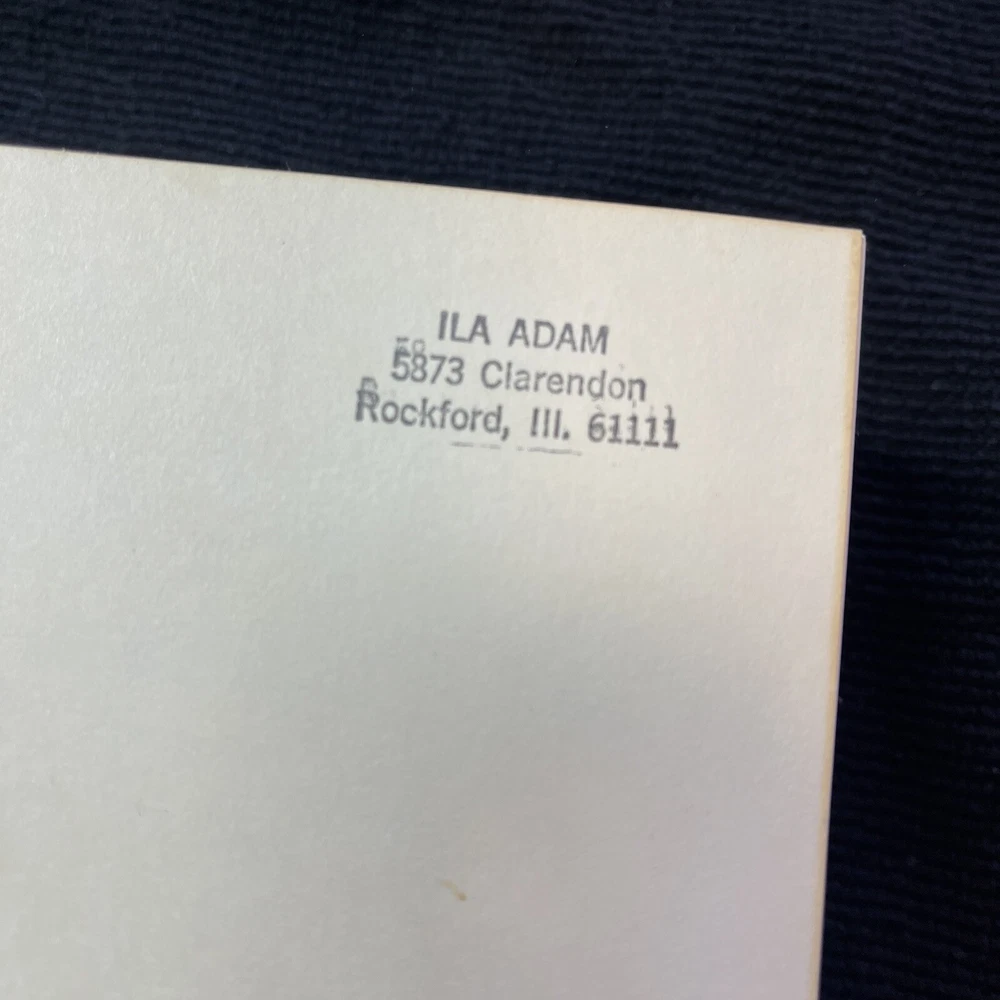 ILA ADAM
5873 Clarendon
Rockford, Ill. 61111